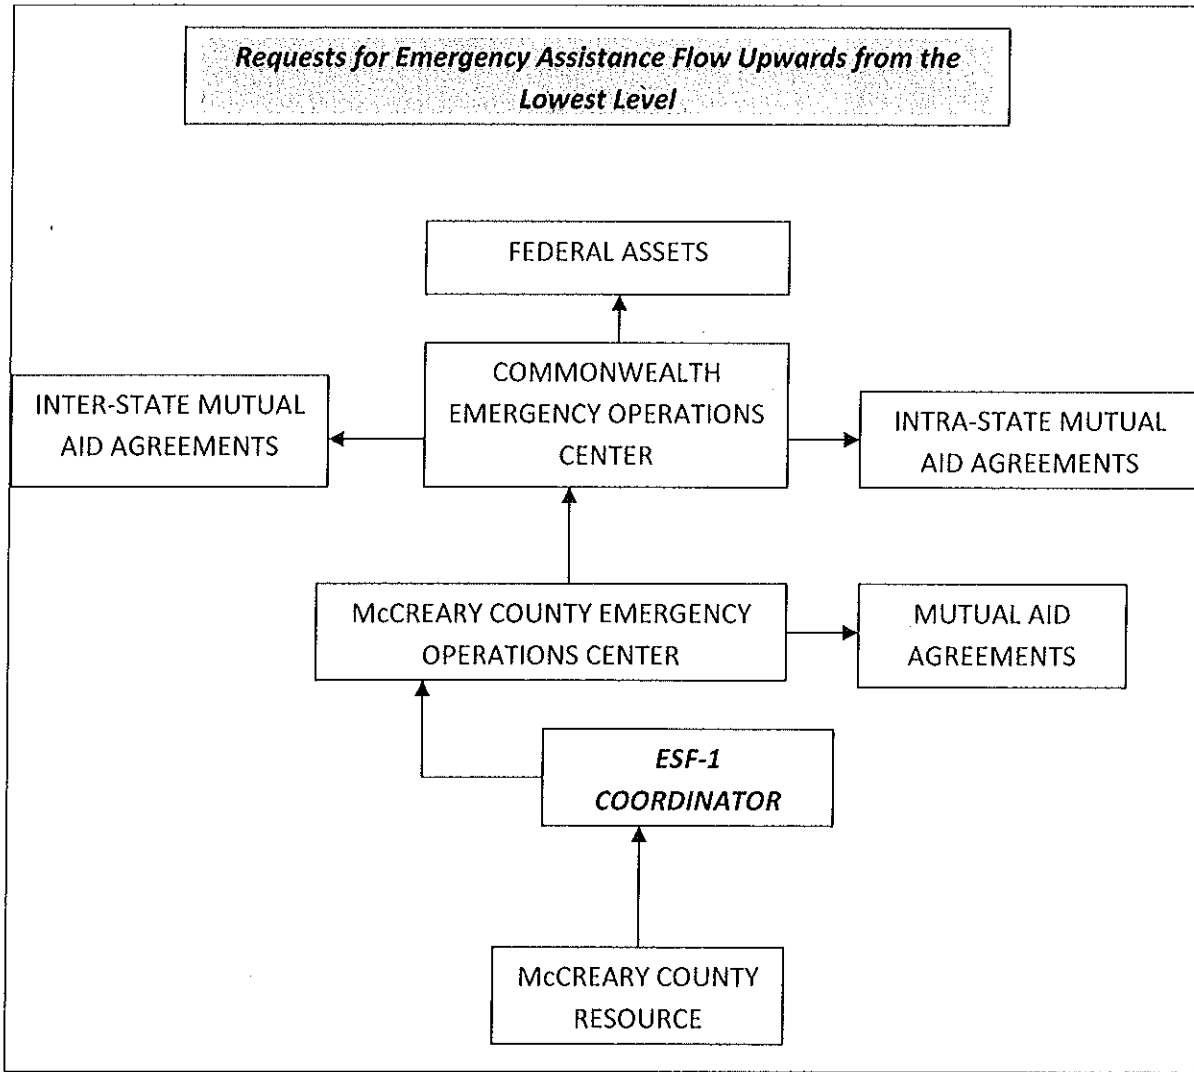 Requests for Emergency Assistance Flow Upwards from the
Lowest Level
FEDERAL ASSETS
COMMONWEALTH
EMERGENCY OPERATIONS
CENTER
INTER-STATE MUTUAL
AID AGREEMENTS
INTRA-STATE MUTUAL
AID AGREEMENTS
McCREARY COUNTY EMERGENCY
OPERATIONS CENTER
MUTUAL AID
AGREEMENTS
ESF-1
COORDINATOR
McCREARY COUNTY
RESOURCE